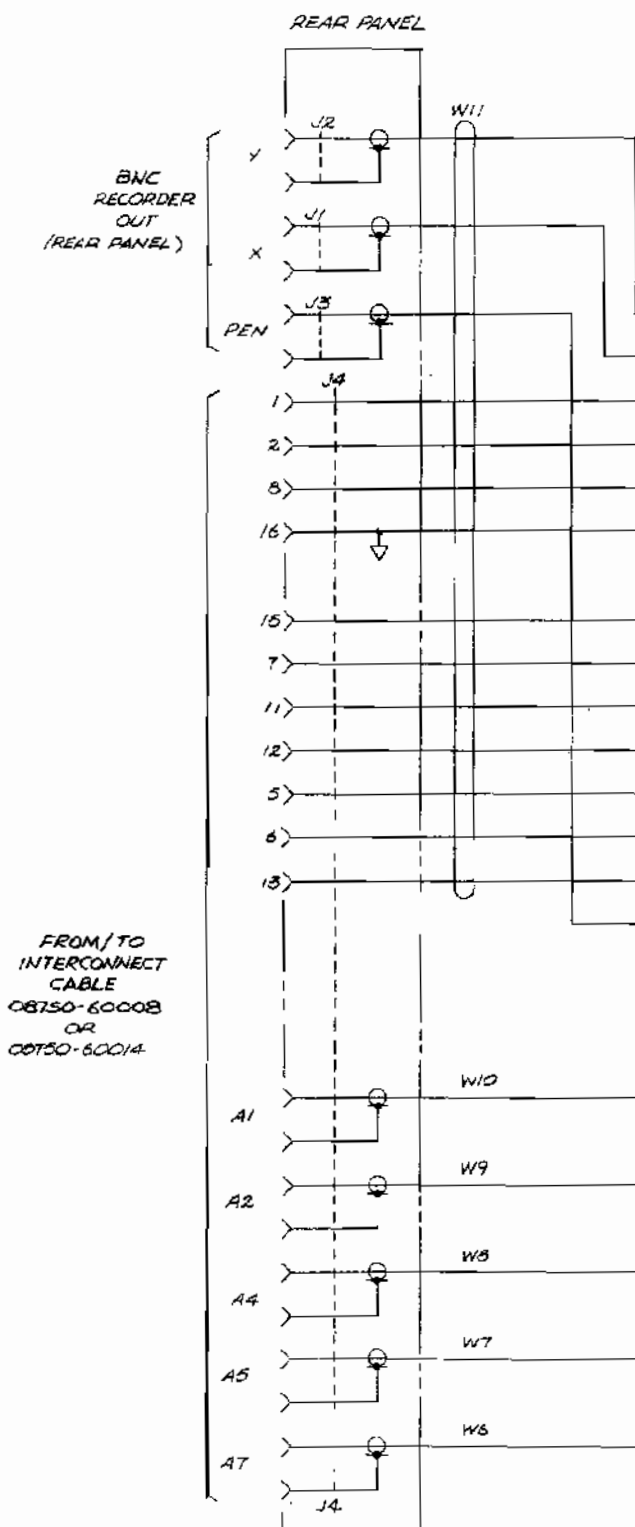 REAR PANEL
W11
J2
Y
BNC
RECORDER
OUT
(REAR PANEL)
J1
X
J3
PEN
J4
1
2
8
16
15
7
11
12
5
6
13
FROM/TO
INTERCONNECT
CABLE
08750-60008
OR
08750-60014
W10
A1
W9
A2
W8
A4
W7
A5
W6
A7
J4